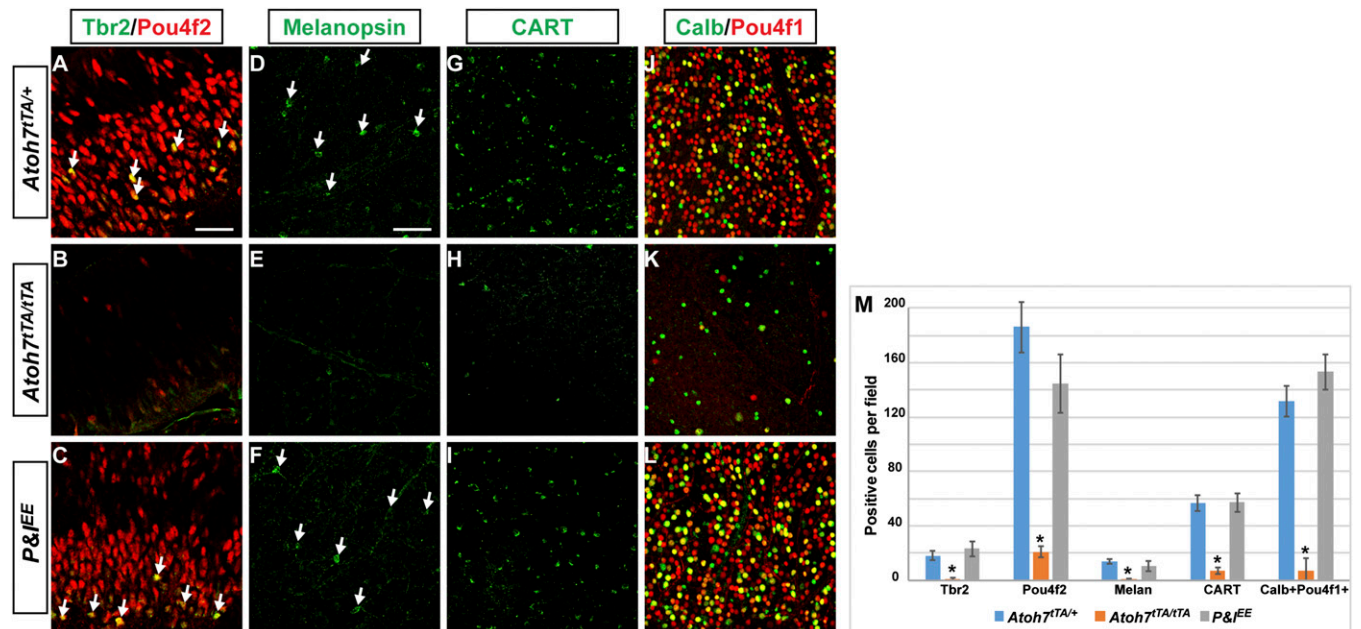 Tbr2/Pou4f2
Melanopsin
CART
Calb/Pou4f1
Atoh7tTA/+
A
D
G
J
Atoh7tTA/tTA
B
E
H
K
P&IEE
C
F
I
L
M
Positive cells per field
200
160
120
80
40
0
*
*
*
*
*
Tbr2
Pou4f2
Melan
CART
Calb+Pou4f1+
Atoh7tTA/+
Atoh7tTA/tTA
P&IEE